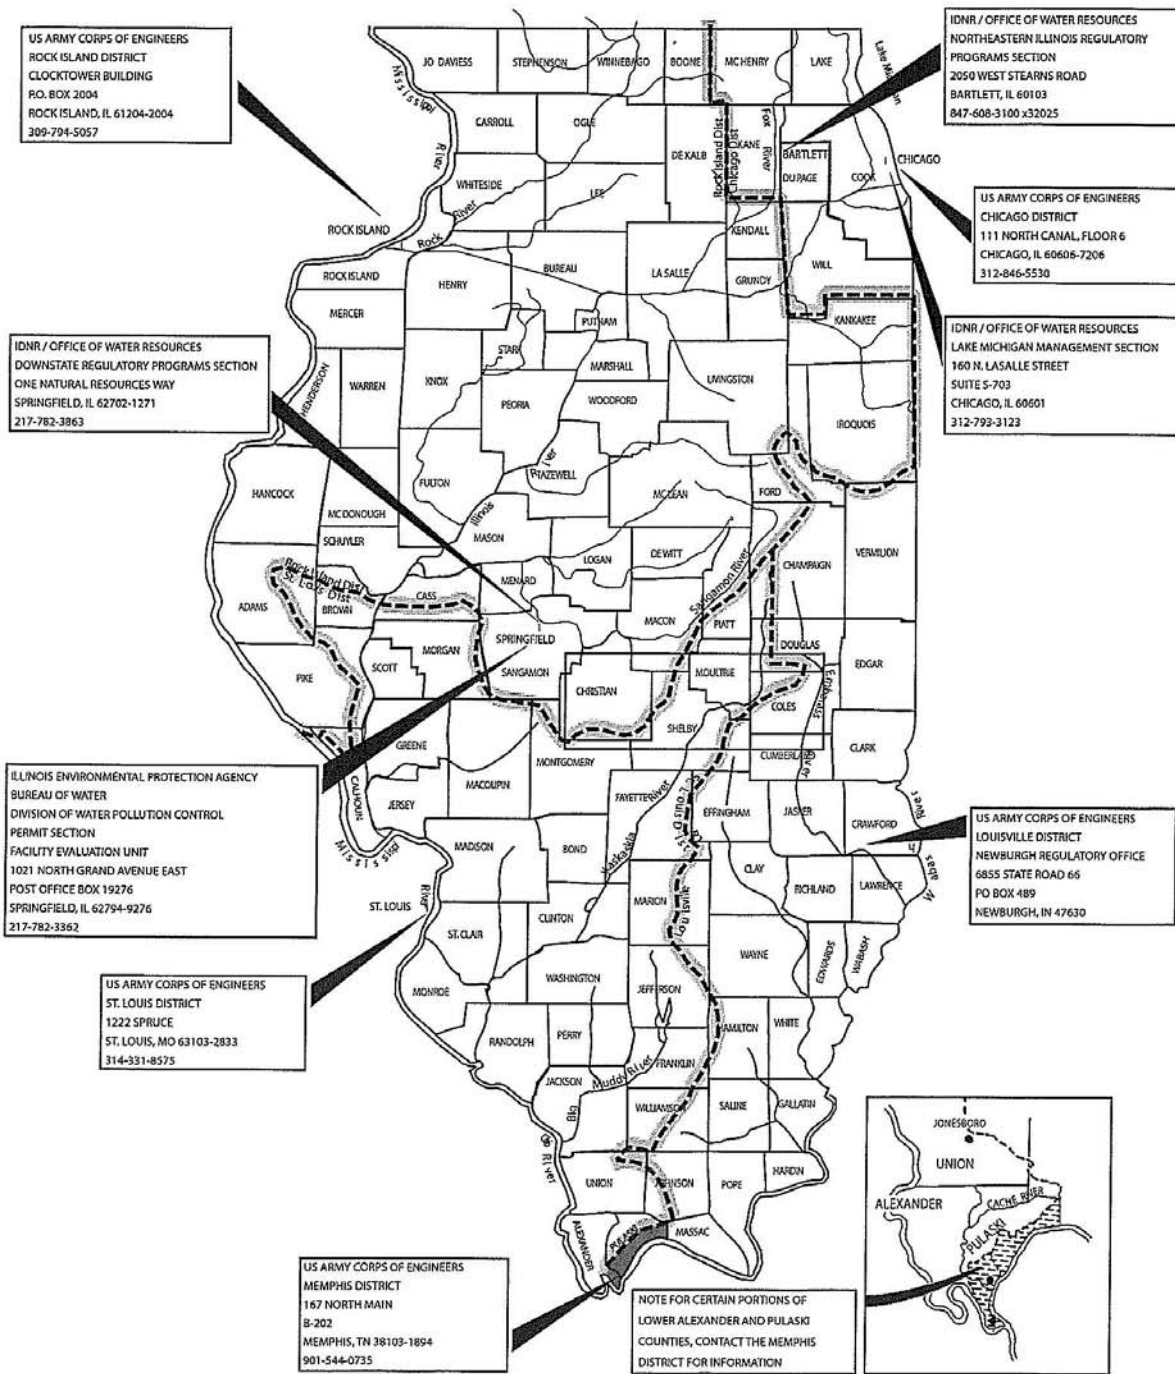 US ARMY CORPS OF ENGINEERS
ROCK ISLAND DISTRICT
CLOCKTOWER BUILDING
P.O. BOX 2004
ROCK ISLAND, IL 61204-2004
309-794-5057
IDNR / OFFICE OF WATER RESOURCES
NORTHEASTERN ILLINOIS REGULATORY
PROGRAMS SECTION
2050 WEST STEARNS ROAD
BARTLETT, IL 60103
847-608-3100 x32025
US ARMY CORPS OF ENGINEERS
CHICAGO DISTRICT
111 NORTH CANAL, FLOOR 6
CHICAGO, IL 60606-7206
312-846-5530
IDNR / OFFICE OF WATER RESOURCES
LAKE MICHIGAN MANAGEMENT SECTION
160 N. LASALLE STREET
SUITE S-703
CHICAGO, IL 60601
312-793-3123
IDNR / OFFICE OF WATER RESOURCES
DOWNSTATE REGULATORY PROGRAMS SECTION
ONE NATURAL RESOURCES WAY
SPRINGFIELD, IL 62702-1271
217-782-3863
ILLINOIS ENVIRONMENTAL PROTECTION AGENCY
BUREAU OF WATER
DIVISION OF WATER POLLUTION CONTROL
PERMIT SECTION
FACILITY EVALUATION UNIT
1021 NORTH GRAND AVENUE EAST
POST OFFICE BOX 19276
SPRINGFIELD, IL 62794-9276
217-782-3362
US ARMY CORPS OF ENGINEERS
LOUISVILLE DISTRICT
NEWBURGH REGULATORY OFFICE
6855 STATE ROAD 66
PO BOX 489
NEWBURGH, IN 47630
US ARMY CORPS OF ENGINEERS
ST. LOUIS DISTRICT
1222 SPRUCE
ST. LOUIS, MO 63103-2833
314-331-8575
US ARMY CORPS OF ENGINEERS
MEMPHIS DISTRICT
167 NORTH MAIN
B-202
MEMPHIS, TN 38103-1894
901-544-0735
NOTE FOR CERTAIN PORTIONS OF
LOWER ALEXANDER AND PULASKI
COUNTIES, CONTACT THE MEMPHIS
DISTRICT FOR INFORMATION
JO DAVIESS
STEPHENSON
WINNEBAGO
BOONE
MCHENRY
LAKE
Mississippi
River
CARROLL
OGLE
DE KALB
Rock Island Dist
Chicago Dist
KANE
Fox
River
BARTLETT
DU PAGE
COOK
CHICAGO
WHITESIDE
LEE
ROCK ISLAND
Rock
River
KENDALL
WILL
ROCK ISLAND
HENRY
BUREAU
LA SALLE
GRUNDY
MERCER
PUTNAM
KANKAKEE
STARK
MARSHALL
HENDERSON
WARREN
KNOX
PEORIA
WOODFORD
LIVINGSTON
IROQUOIS
HANCOCK
MC DONOUGH
FULTON
River
TAZEWELL
MC LEAN
FORD
Illinois
SCHUYLER
MASON
LOGAN
DE WITT
CHAMPAIGN
VERMILION
Rock Island Dist
St. Louis Dist
ADAMS
BROWN
CASS
MENARD
Sangamon River
MACON
PIATT
SPRINGFIELD
SANGAMON
SCOTT
MORGAN
CHRISTIAN
MOULTRIE
DOUGLAS
EDGAR
PIKE
COLES
SHELBY
GREENE
MONTGOMERY
CUMBERLAND
River
CLARK
CALHOUN
JERSEY
MACOUPIN
FAYETTE
River
Kaskaskia
St. Louis Dist
EFFINGHAM
JASPER
CRAWFORD
River
Mississippi
River
MADISON
BOND
CLAY
RICHLAND
LAWRENCE
ST. LOUIS
ST. CLAIR
CLINTON
MARION
WAYNE
EDWARDS
WABASH
MONROE
WASHINGTON
JEFFERSON
RANDOLPH
PERRY
HAMILTON
WHITE
FRANKLIN
JACKSON
Big
Muddy River
WILLIAMSON
SALINE
GALLATIN
River
UNION
JOHNSON
POPE
HARDIN
ALEXANDER
PULASKI
MASSAC
JONESBORO
UNION
ALEXANDER
CACHE RIVER
PULASKI